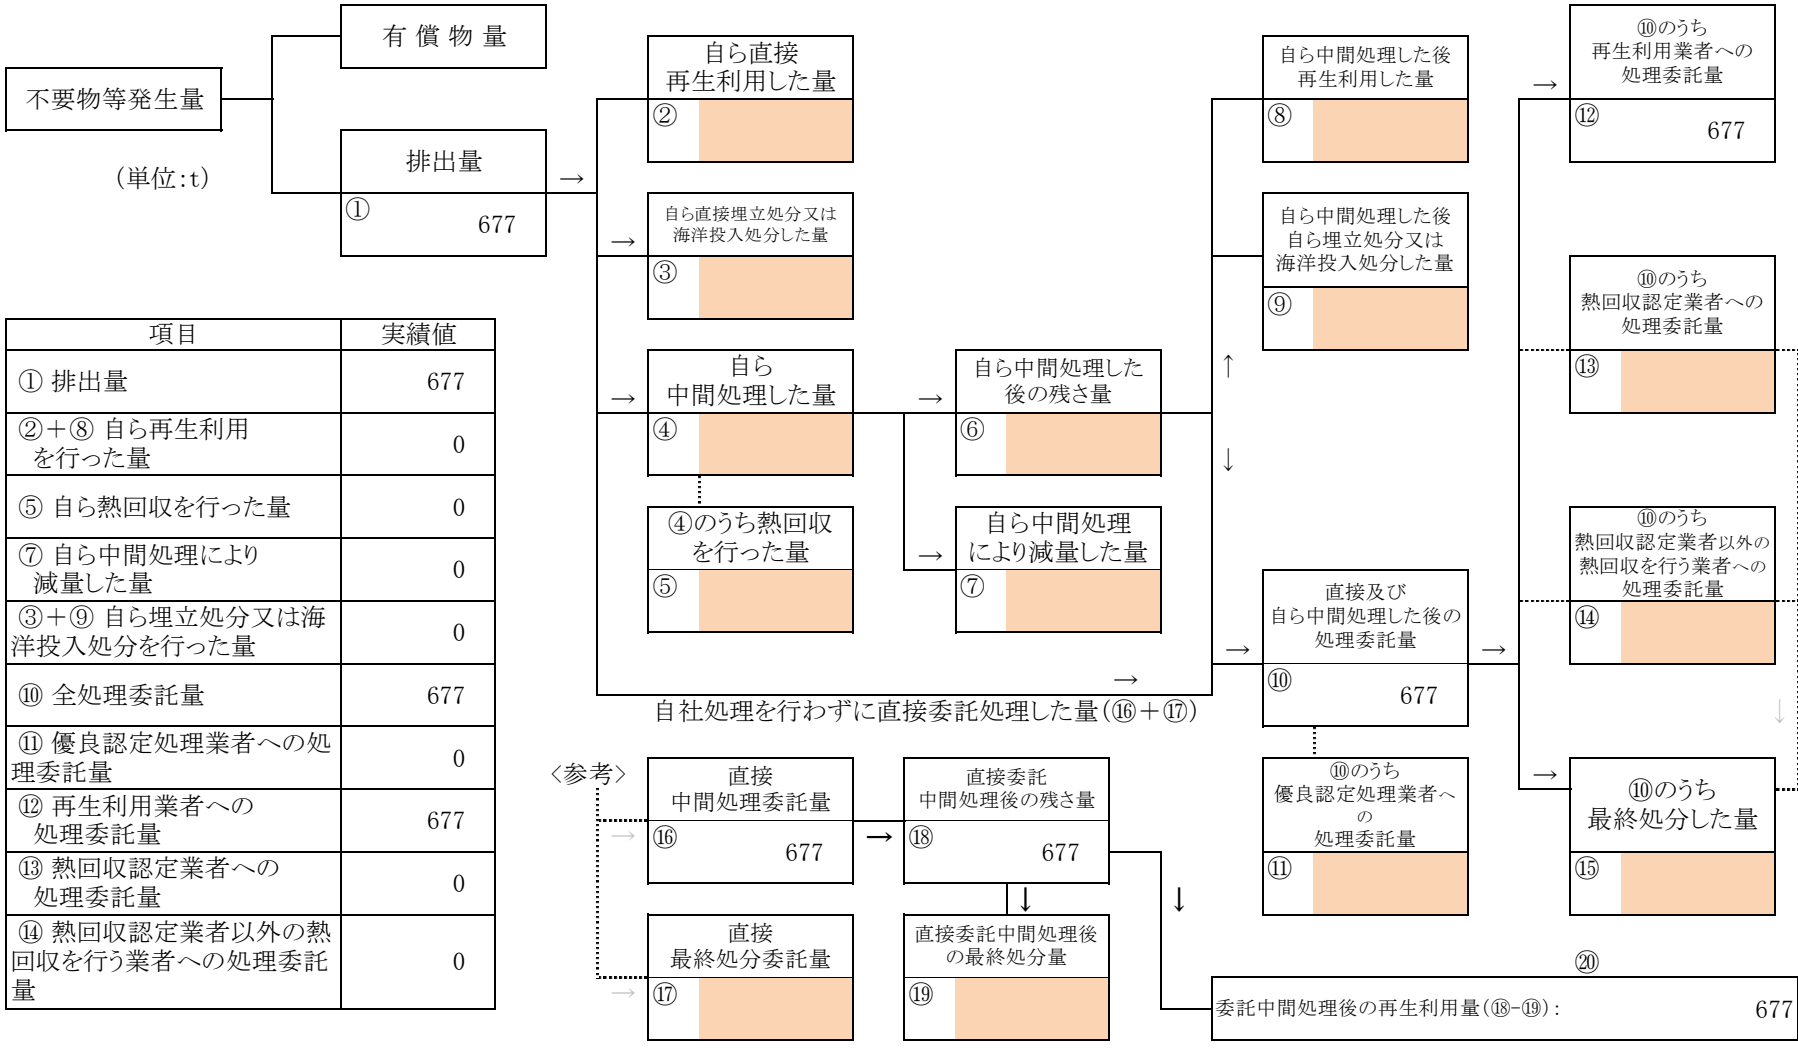 有償物量
不要物等発生量
(単位:t)
排出量
①
677
→
自ら直接
再生利用した量
②
自ら直接埋立処分又は
海洋投入処分した量
→
③
自ら
中間処理した量
→
④
④のうち熱回収
を行った量
⑤
自ら中間処理した
後の残さ量
→
⑥
自ら中間処理
により減量した量
→
⑦
自ら中間処理した後
再生利用した量
⑧
自ら中間処理した後
自ら埋立処分又は
海洋投入処分した量
⑨
↑
↓
直接及び
自ら中間処理した後の
処理委託量
→
⑩
677
→
自社処理を行わずに直接委託処理した量(⑯+⑰)
→
⑩のうち
優良認定処理業者へ
の
処理委託量
⑪
⑩のうち
再生利用業者への
処理委託量
→
⑫
677
⑩のうち
熱回収認定業者への
処理委託量
⑬
⑩のうち
熱回収認定業者以外の
熱回収を行う業者への
処理委託量
⑭
↓
→
⑩のうち
最終処分した量
⑮
項目 実績値
① 排出量 677
②+⑧ 自ら再生利用
を行った量 0
⑤ 自ら熱回収を行った量 0
⑦ 自ら中間処理により
減量した量 0
③+⑨ 自ら埋立処分又は海
洋投入処分を行った量 0
⑩ 全処理委託量 677
⑪ 優良認定処理業者への処
理委託量 0
⑫ 再生利用業者への
処理委託量 677
⑬ 熱回収認定業者への
処理委託量 0
⑭ 熱回収認定業者以外の熱
回収を行う業者への処理委託
量 0
<参考>
直接
中間処理委託量
→
⑯
677
直接
最終処分委託量
→
⑰
直接委託
中間処理後の残さ量
→
⑱
677
↓
直接委託中間処理後
の最終処分量
⑲
↓
⑳
委託中間処理後の再生利用量(⑱-⑲): 677